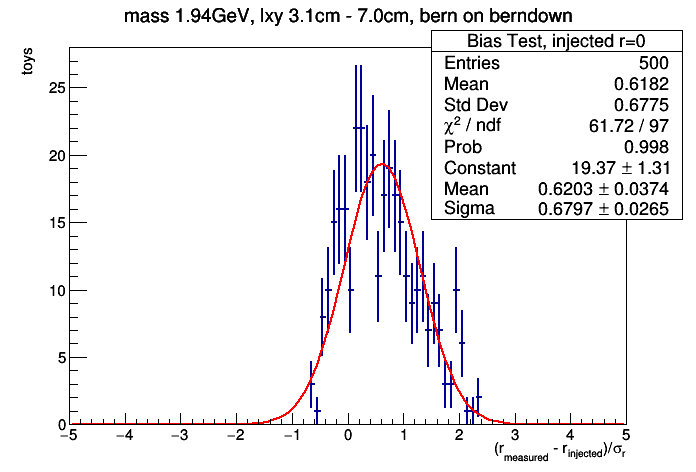 mass 1.94GeV, lxy 3.1cm - 7.0cm, bern on berndown
toys
Bias Test, injected r=0
Entries 500
Mean 0.6182
Std Dev 0.6775
χ² / ndf 61.72 / 97
Prob 0.998
Constant 19.37 ± 1.31
Mean 0.6203 ± 0.0374
Sigma 0.6797 ± 0.0265
25
20
15
10
5
0
−5 −4 −3 −2 −1 0 1 2 3 4 5
(r_measured - r_injected)/σ_r